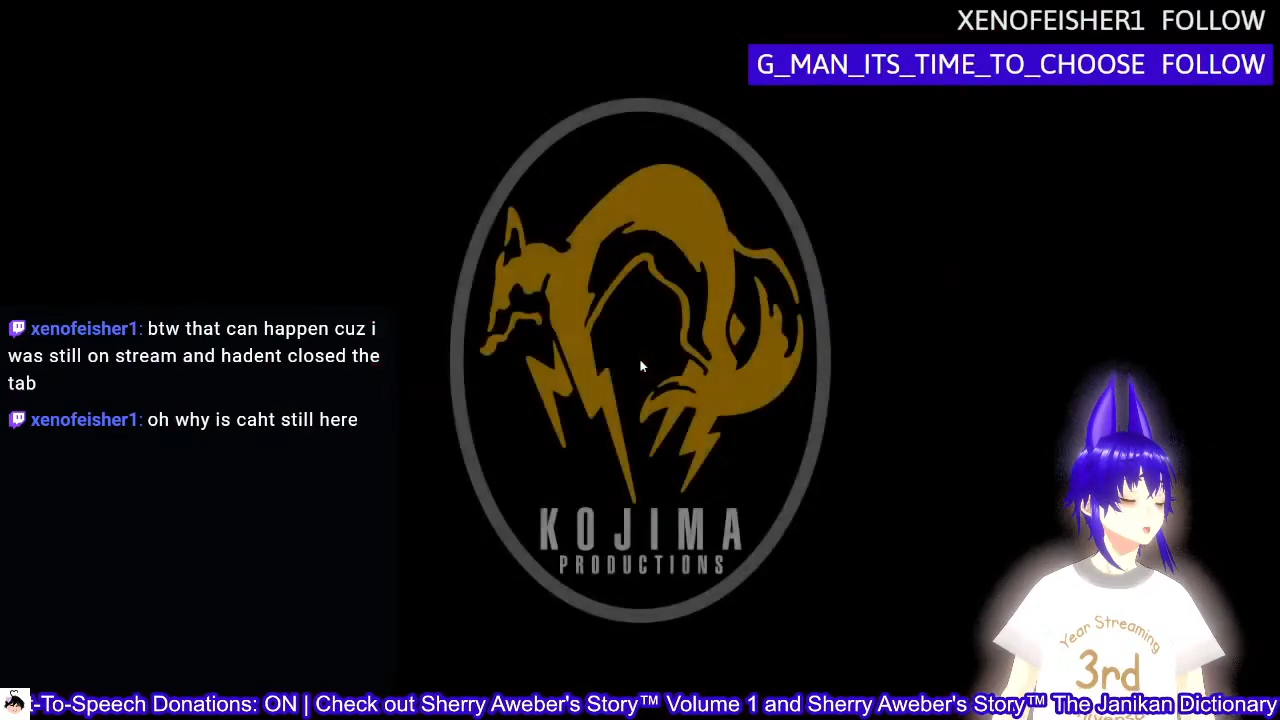 XENOFEISHER1 FOLLOW
G_MAN_ITS_TIME_TO_CHOOSE FOLLOW
xenofeisher1: btw that can happen cuz i
was still on stream and hadent closed the
tab
xenofeisher1: oh why is caht still here
KOJIMA
PRODUCTIONS
Year Streaming
3rd
t-To-Speech Donations: ON | Check out Sherry Aweber's Story™ Volume 1 and Sherry Aweber's Story™ The Janikan Dictionary